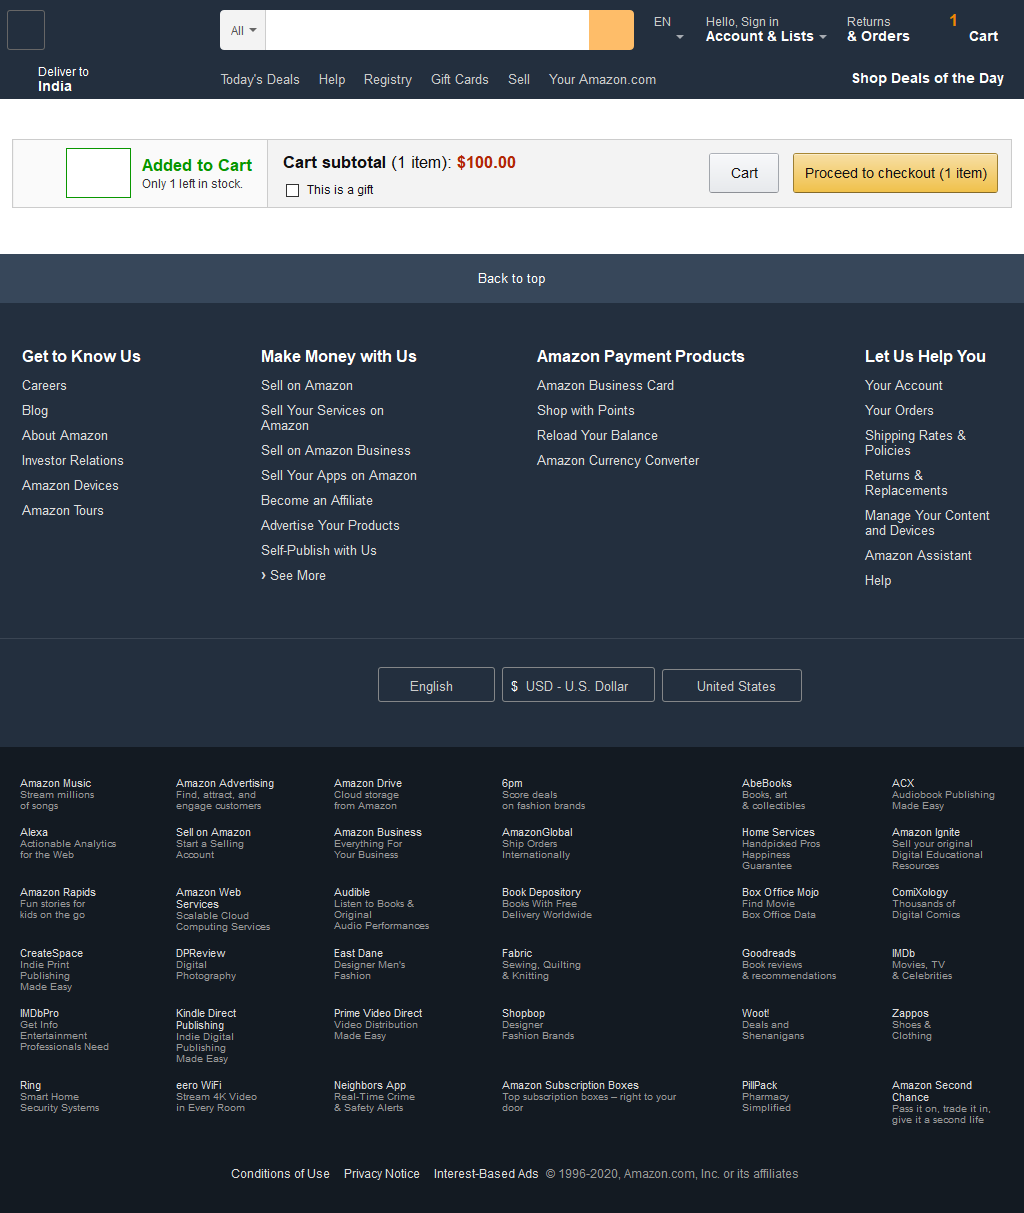 All
EN
Hello, Sign in
Account & Lists
Returns
& Orders
1
Cart
Deliver to
India
Today's Deals
Help
Registry
Gift Cards
Sell
Your Amazon.com
Shop Deals of the Day
Added to Cart
Only 1 left in stock.
Cart subtotal (1 item): $100.00
This is a gift
Cart
Proceed to checkout (1 item)
Back to top
Get to Know Us
Careers
Blog
About Amazon
Investor Relations
Amazon Devices
Amazon Tours
Make Money with Us
Sell on Amazon
Sell Your Services on
Amazon
Sell on Amazon Business
Sell Your Apps on Amazon
Become an Affiliate
Advertise Your Products
Self-Publish with Us
› See More
Amazon Payment Products
Amazon Business Card
Shop with Points
Reload Your Balance
Amazon Currency Converter
Let Us Help You
Your Account
Your Orders
Shipping Rates &
Policies
Returns &
Replacements
Manage Your Content
and Devices
Amazon Assistant
Help
English
$ USD - U.S. Dollar
United States
Amazon Music
Stream millions
of songs
Amazon Advertising
Find, attract, and
engage customers
Amazon Drive
Cloud storage
from Amazon
6pm
Score deals
on fashion brands
AbeBooks
Books, art
& collectibles
ACX
Audiobook Publishing
Made Easy
Alexa
Actionable Analytics
for the Web
Sell on Amazon
Start a Selling
Account
Amazon Business
Everything For
Your Business
AmazonGlobal
Ship Orders
Internationally
Home Services
Handpicked Pros
Happiness
Guarantee
Amazon Ignite
Sell your original
Digital Educational
Resources
Amazon Rapids
Fun stories for
kids on the go
Amazon Web
Services
Scalable Cloud
Computing Services
Audible
Listen to Books &
Original
Audio Performances
Book Depository
Books With Free
Delivery Worldwide
Box Office Mojo
Find Movie
Box Office Data
ComiXology
Thousands of
Digital Comics
CreateSpace
Indie Print
Publishing
Made Easy
DPReview
Digital
Photography
East Dane
Designer Men's
Fashion
Fabric
Sewing, Quilting
& Knitting
Goodreads
Book reviews
& recommendations
IMDb
Movies, TV
& Celebrities
IMDbPro
Get Info
Entertainment
Professionals Need
Kindle Direct
Publishing
Indie Digital
Publishing
Made Easy
Prime Video Direct
Video Distribution
Made Easy
Shopbop
Designer
Fashion Brands
Woot!
Deals and
Shenanigans
Zappos
Shoes &
Clothing
Ring
Smart Home
Security Systems
eero WiFi
Stream 4K Video
in Every Room
Neighbors App
Real-Time Crime
& Safety Alerts
Amazon Subscription Boxes
Top subscription boxes – right to your
door
PillPack
Pharmacy
Simplified
Amazon Second
Chance
Pass it on, trade it in,
give it a second life
Conditions of Use
Privacy Notice
Interest-Based Ads
© 1996-2020, Amazon.com, Inc. or its affiliates